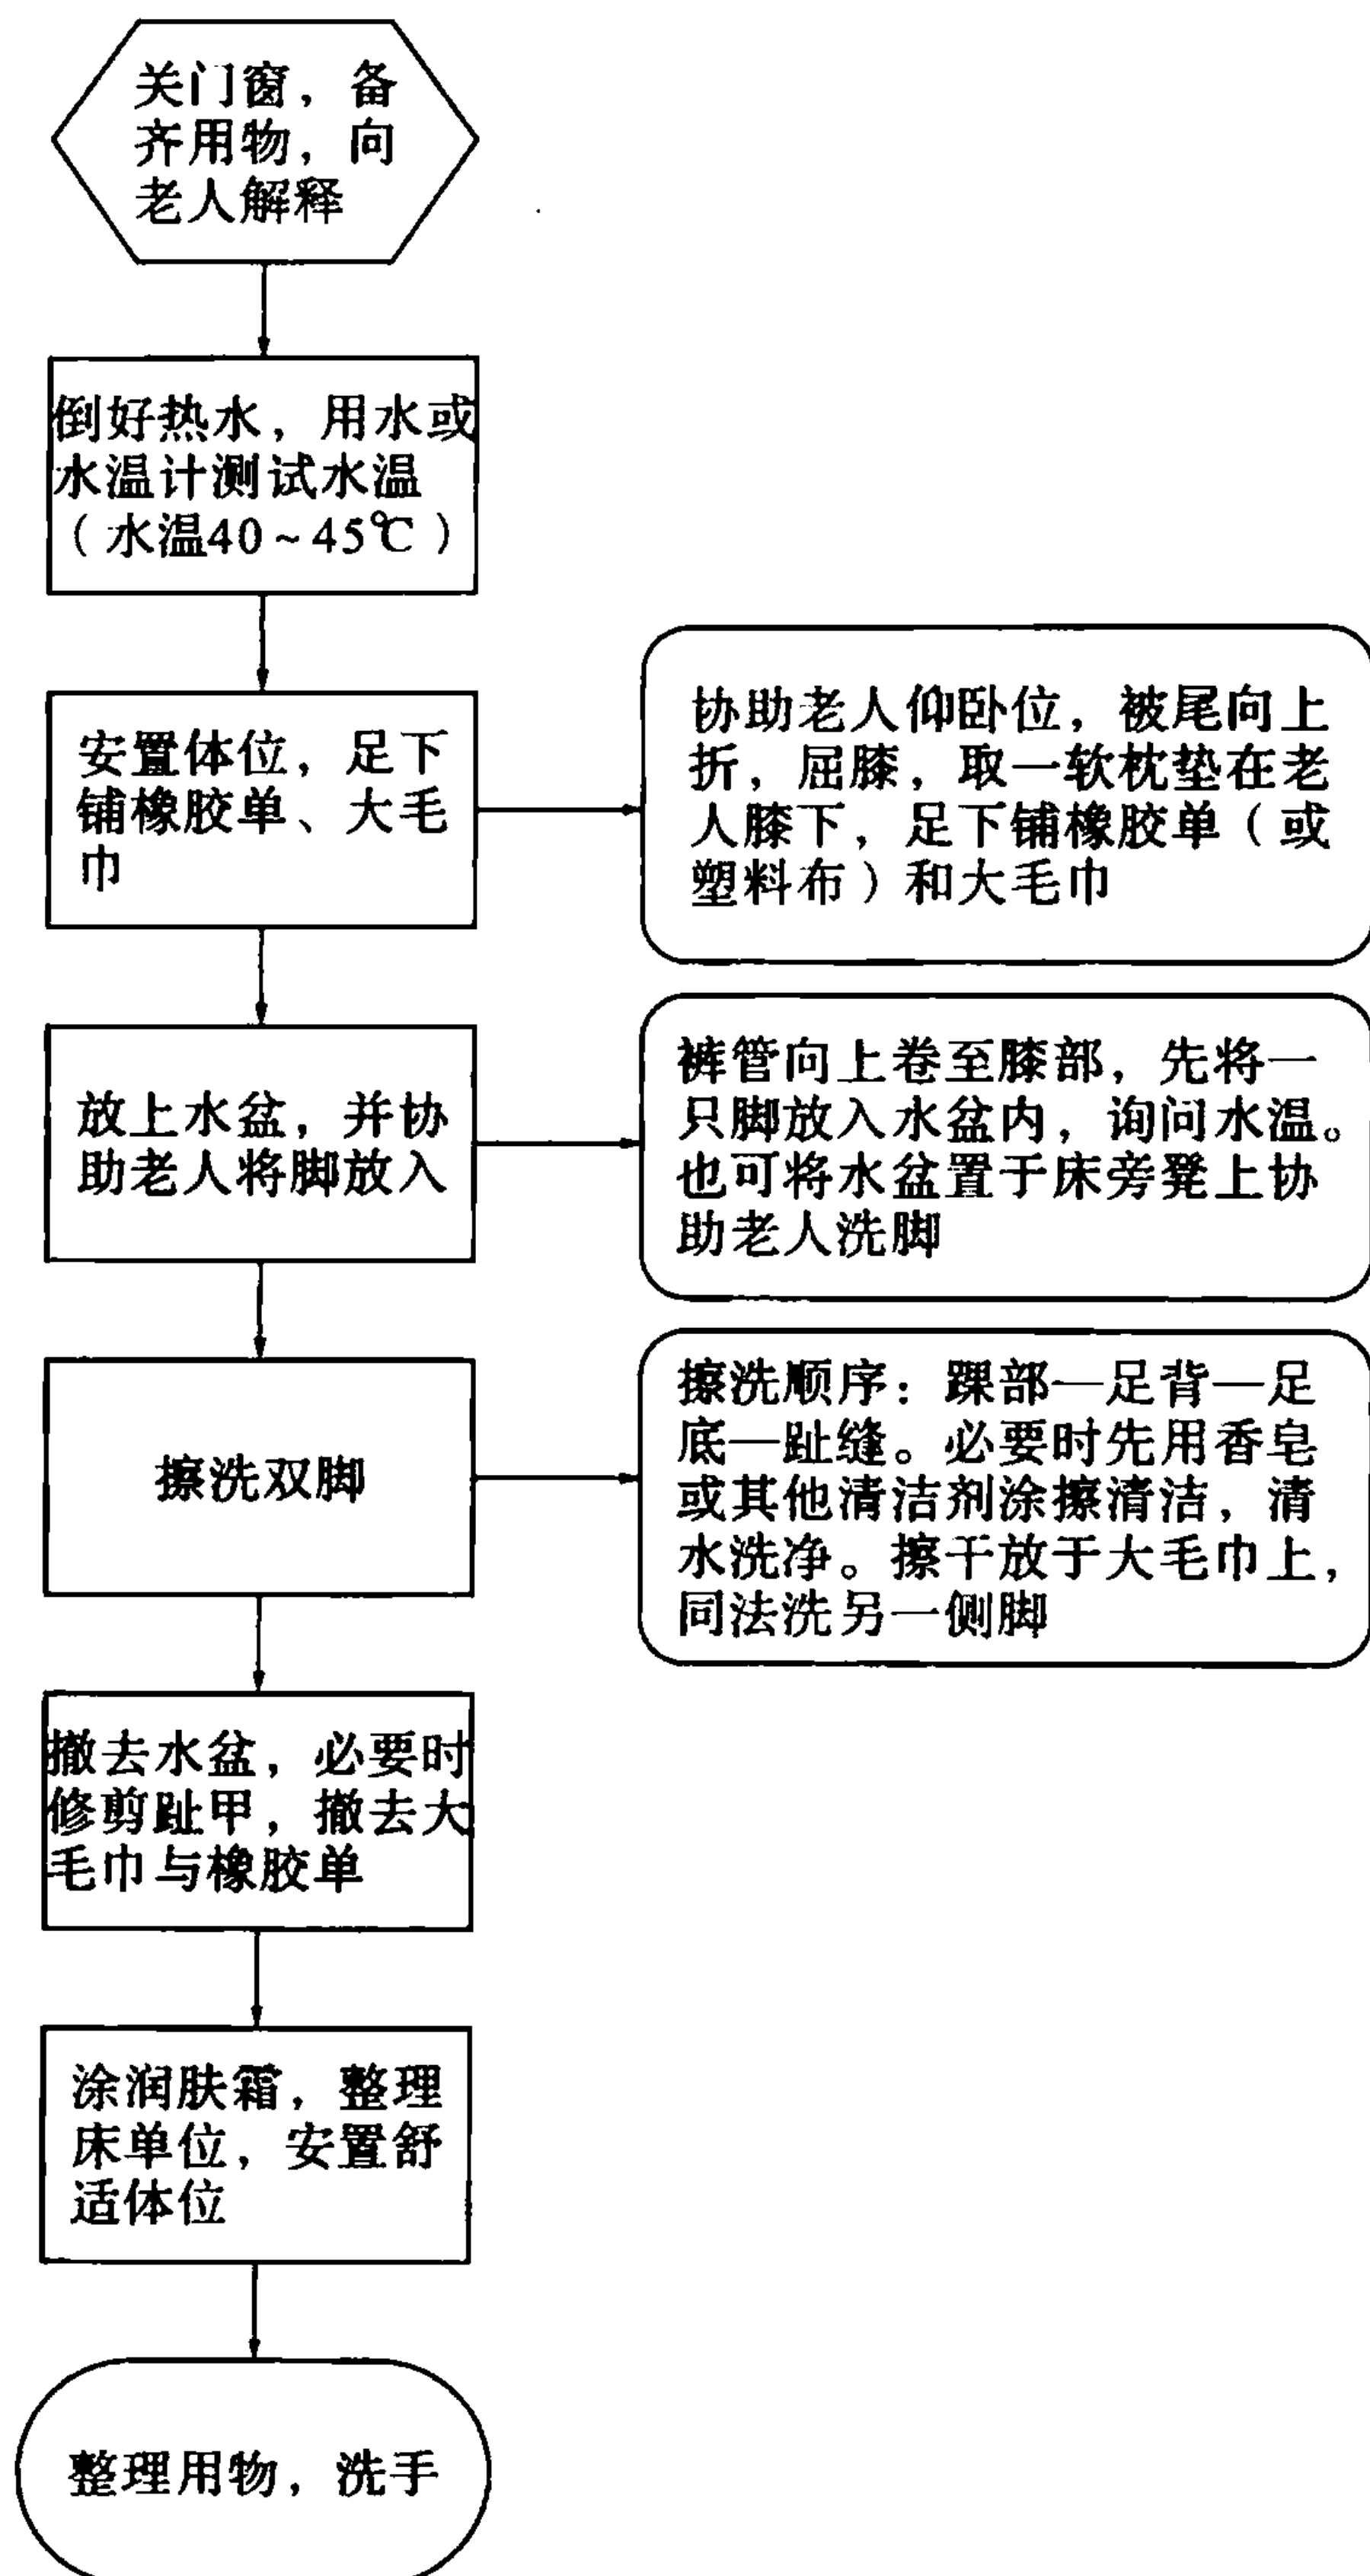 关门窗，备
齐用物，向
老人解释
倒好热水，用水或
水温计测试水温
（水温40~45℃）
安置体位，足下
铺橡胶单、大毛
巾
协助老人仰卧位，被尾向上
折，屈膝，取一软枕垫在老
人膝下，足下铺橡胶单（或
塑料布）和大毛巾
放上水盆，并协
助老人将脚放入
裤管向上卷至膝部，先将一
只脚放入水盆内，询问水温。
也可将水盆置于床旁凳上协
助老人洗脚
擦洗双脚
擦洗顺序：踝部—足背—足
底—趾缝。必要时先用香皂
或其他清洁剂涂擦清洁，清
水洗净。擦干放于大毛巾上，
同法洗另一侧脚
撤去水盆，必要时
修剪趾甲，撤去大
毛巾与橡胶单
涂润肤霜，整理
床单位，安置舒
适体位
整理用物，洗手